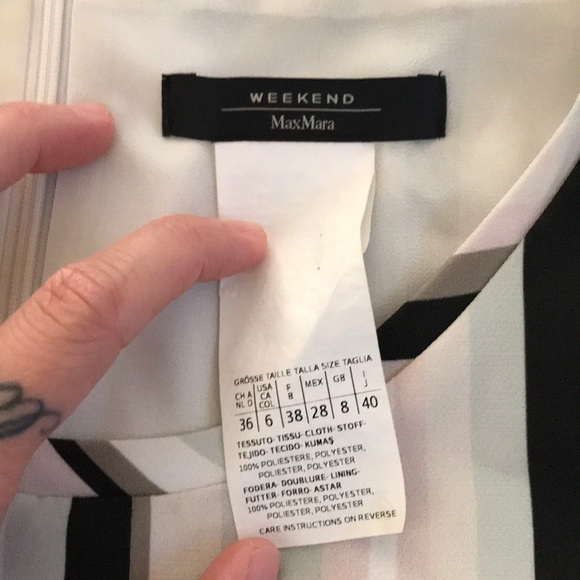 WEEKEND
MaxMara
GRÖSSE TAILLE TALLA SIZE TAGLIA
CH A NL D | USA CA COL | F B | MEX | GB | I J
36 | 6 | 38 | 28 | 8 | 40
TESSUTO- TISSU- CLOTH- STOFF-
TEJIDO- TECIDO- KUMAŞ
100% POLIESTERE, POLYESTER,
POLIESTER, POLYESTER
FODERA- DOUBLURE- LINING-
FUTTER- FORRO- ASTAR
100% POLIESTERE, POLYESTER,
POLIESTER, POLYESTER
CARE INSTRUCTIONS ON REVERSE